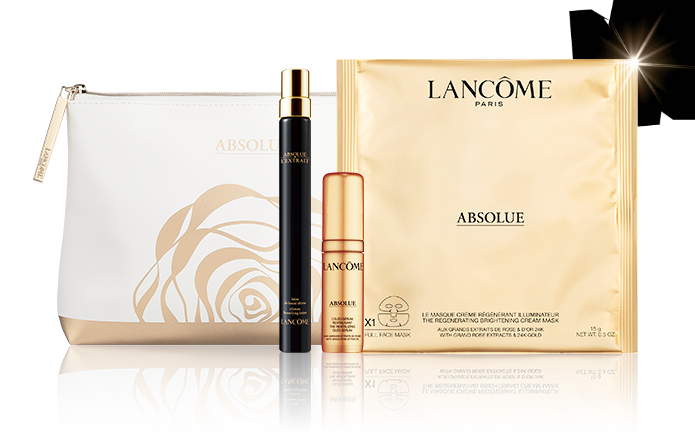 ABSOLUE
ABSOLUE
L'EXTRAIT
LANCÔME
LANCÔME
ABSOLUE
LANCÔME
PARIS
ABSOLUE
X1
FULL FACE MASK
LE MASQUE CRÈME RÉGÉNÉRANT ILLUMINATEUR
THE REGENERATING BRIGHTENING CREAM MASK
AUX GRANDS EXTRAITS DE ROSE & D'OR 24K
WITH GRAND ROSE EXTRACTS & 24K GOLD
15 g
NET WT. 0.5 OZ.